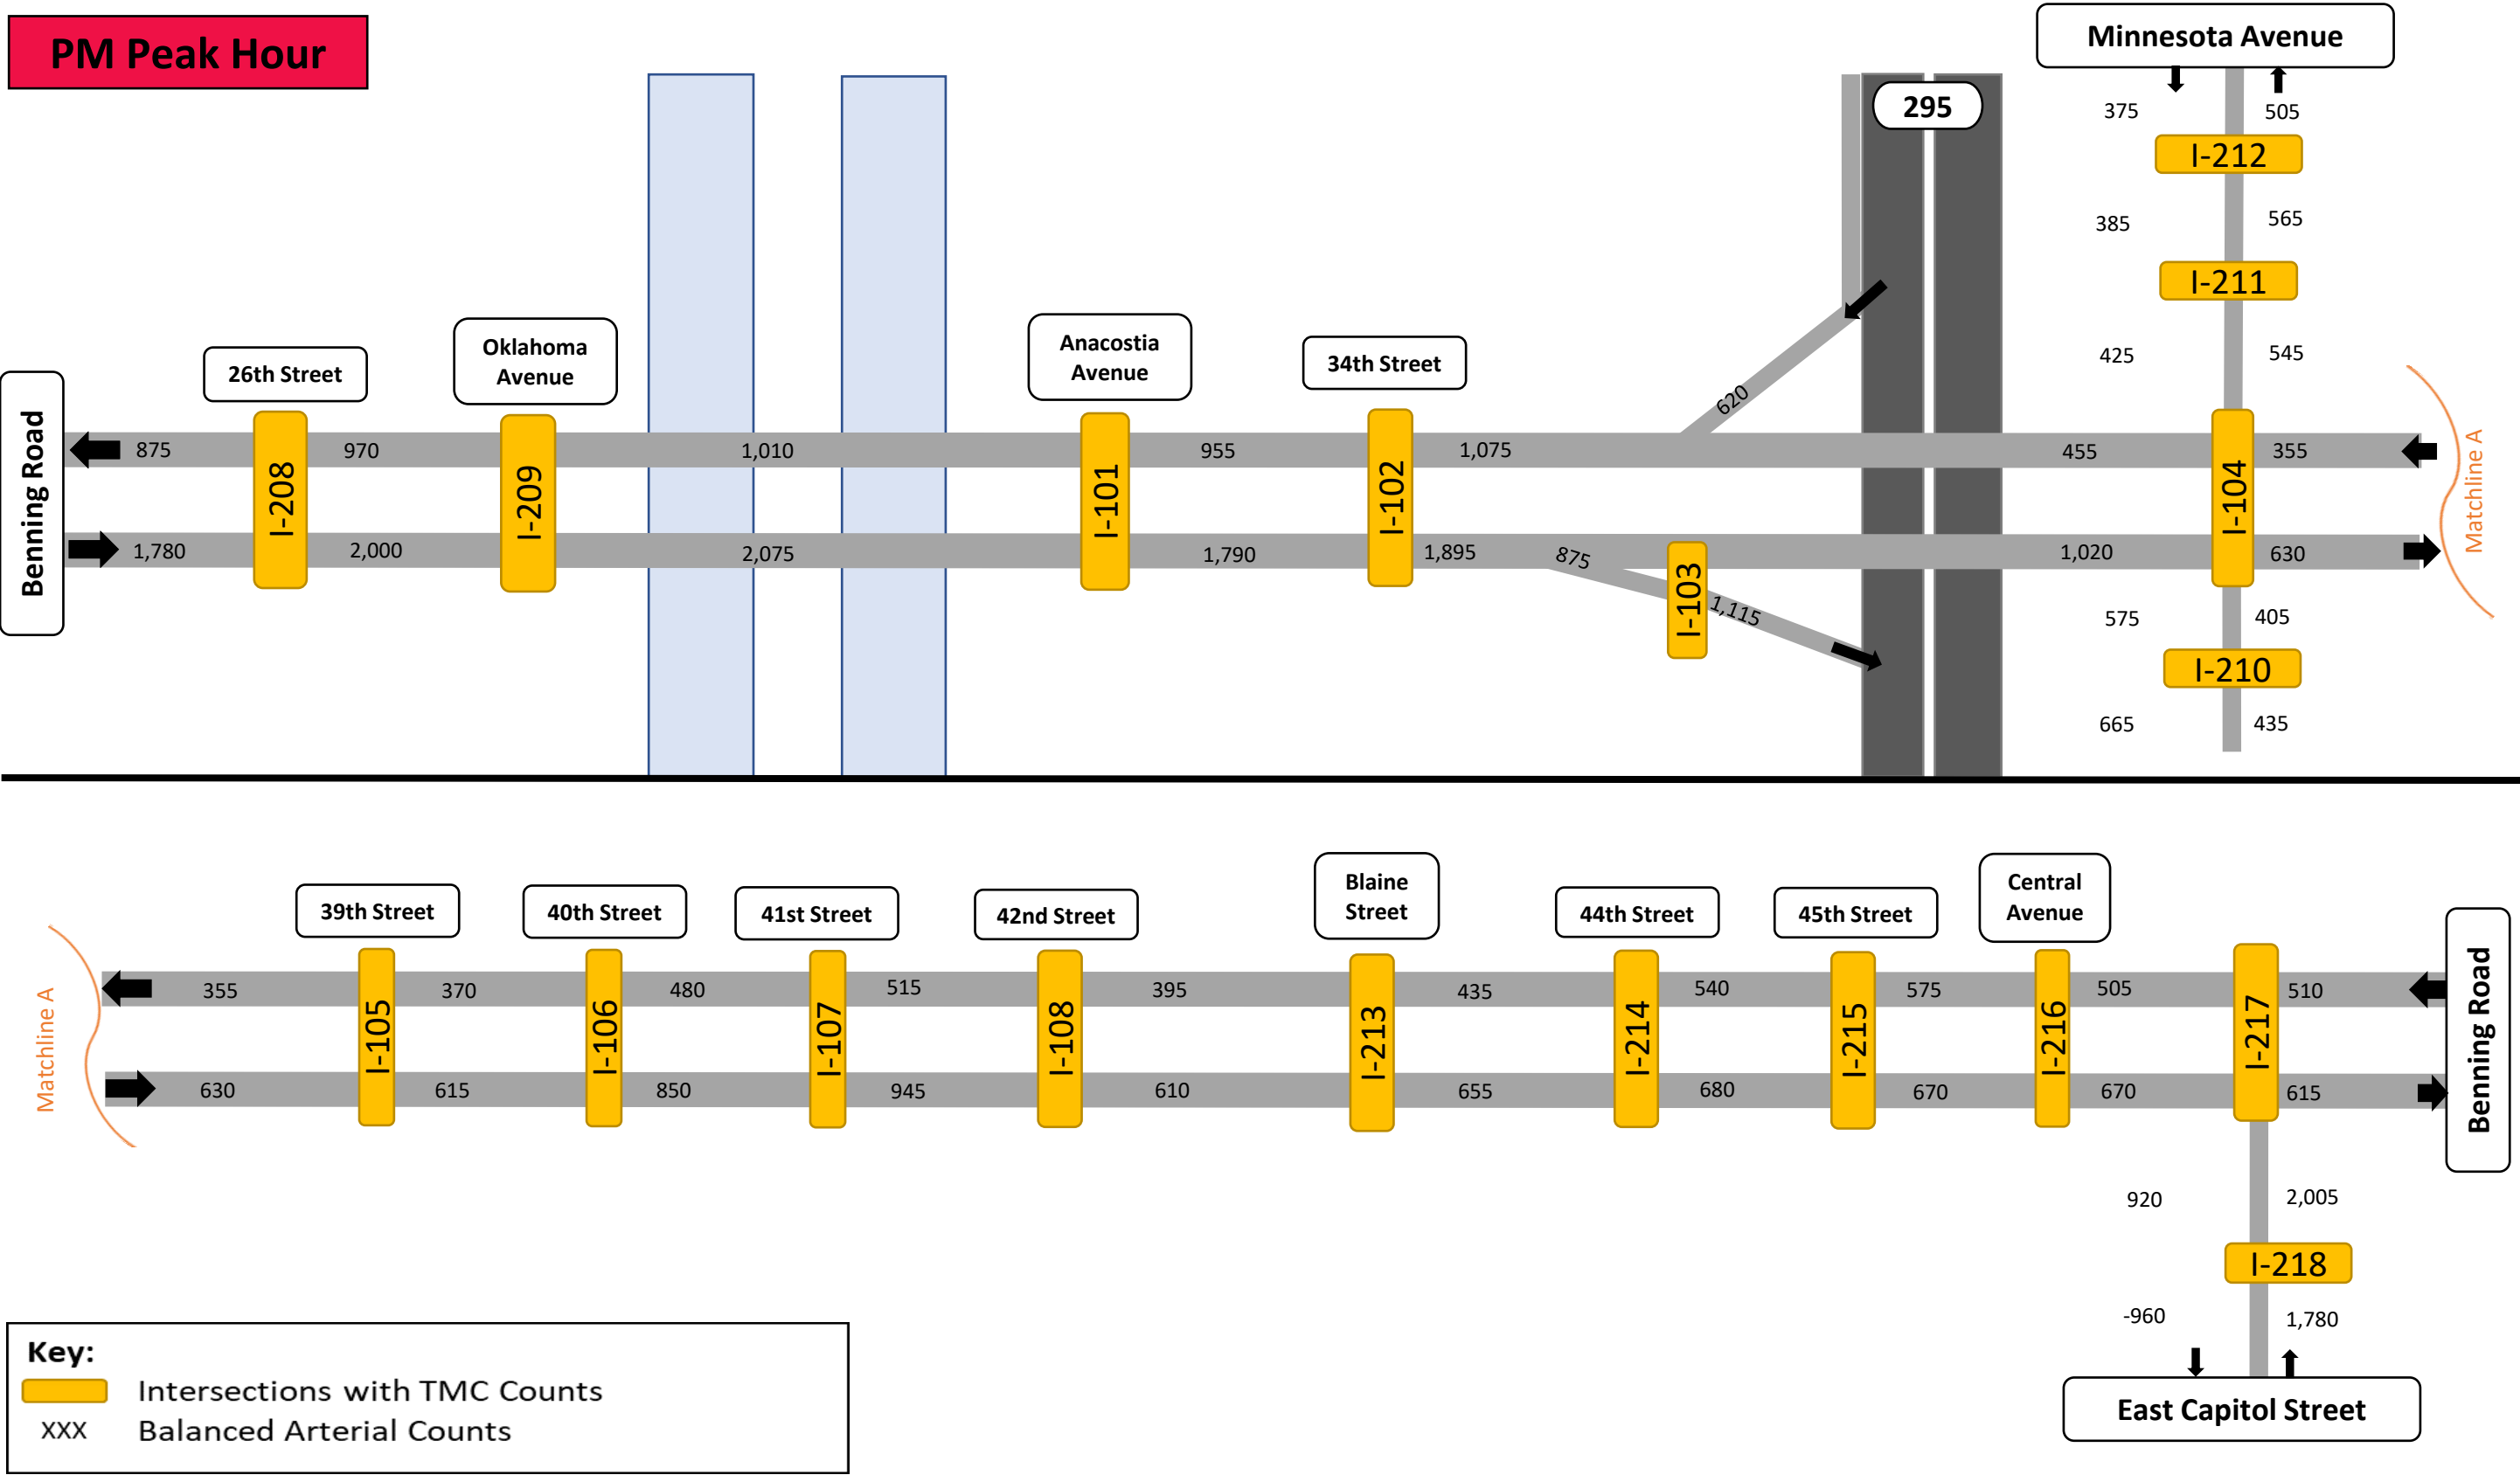 PM Peak Hour
Minnesota Avenue
295
375
505
I-212
385
565
I-211
425
545
26th Street
Oklahoma
Avenue
Anacostia
Avenue
34th Street
620
Benning Road
875
I-208
970
I-209
1,010
I-101
955
I-102
1,075
455
I-104
355
Matchline A
1,780
2,000
2,075
1,790
1,895
875
I-103
1,115
1,020
630
575
405
I-210
665
435
39th Street
40th Street
41st Street
42nd Street
Blaine
Street
44th Street
45th Street
Central
Avenue
Matchline A
355
I-105
370
I-106
480
I-107
515
I-108
395
I-213
435
I-214
540
I-215
575
I-216
505
I-217
510
Benning Road
630
615
850
945
610
655
680
670
670
615
920
2,005
I-218
-960
1,780
East Capitol Street
Key:
Intersections with TMC Counts
XXX Balanced Arterial Counts